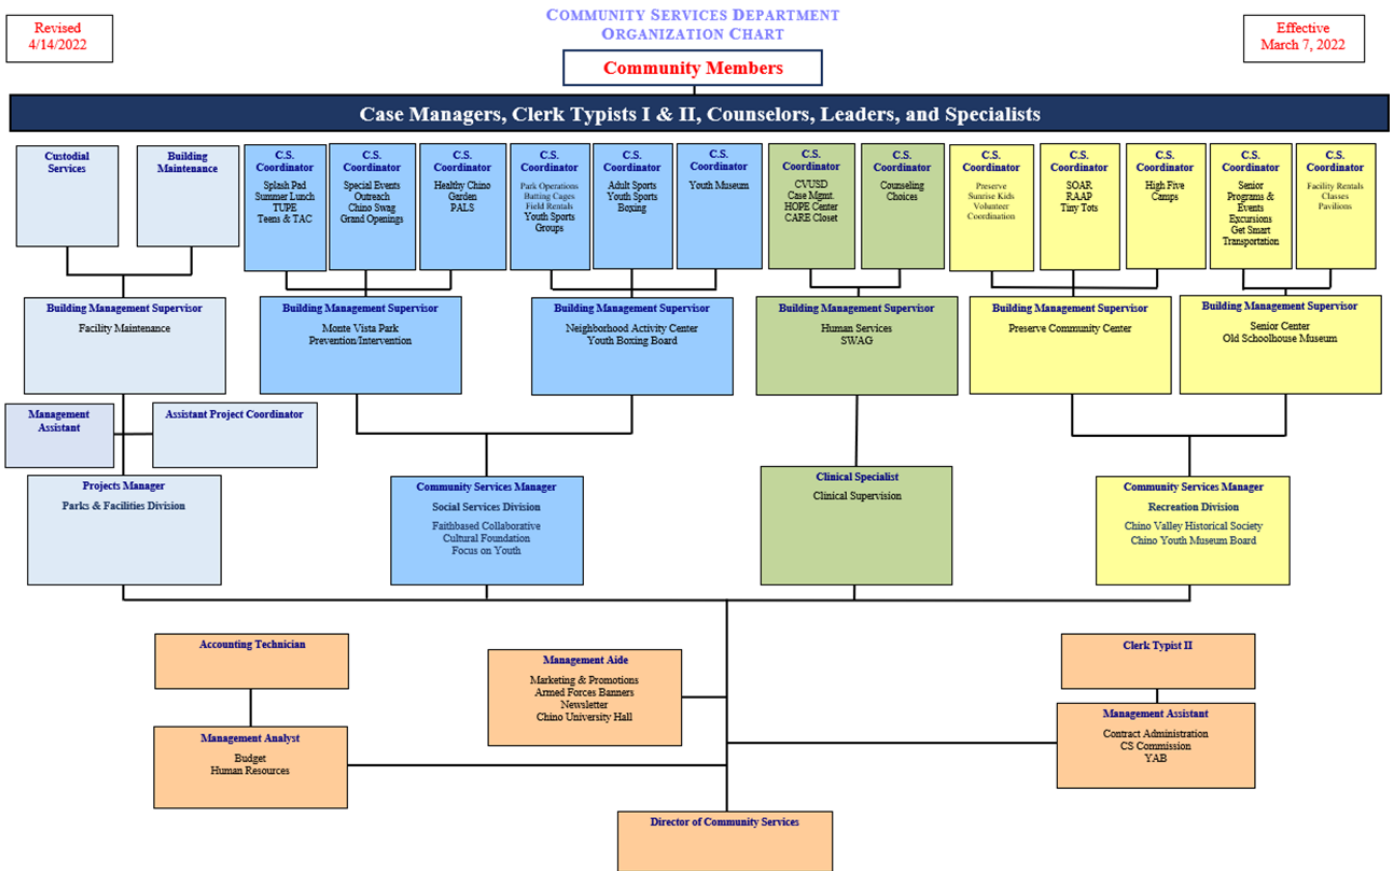 COMMUNITY SERVICES DEPARTMENT
ORGANIZATION CHART
Revised
4/14/2022
Effective
March 7, 2022
Community Members
Case Managers, Clerk Typists I & II, Counselors, Leaders, and Specialists
Custodial
Services
Building
Maintenance
C.S.
Coordinator
Splash Pad
Summer Lunch
TUPE
Teens & TAC
C.S.
Coordinator
Special Events
Outreach
Chino Swag
Grand Openings
C.S.
Coordinator
Healthy Chino
Garden
PALS
C.S.
Coordinator
Park Operations
Batting Cages
Field Rentals
Youth Sports
Groups
C.S.
Coordinator
Adult Sports
Youth Sports
Boxing
C.S.
Coordinator
Youth Museum
C.S.
Coordinator
CVUSD
Case Mgmt.
HOPE Center
CARE Closet
C.S.
Coordinator
Counseling
Choices
C.S.
Coordinator
Preserve
Sunrise Kids
Volunteer
Coordination
C.S.
Coordinator
SOAR
RAAP
Tiny Tots
C.S.
Coordinator
High Five
Camps
C.S.
Coordinator
Senior
Programs &
Events
Excursions
Get Smart
Transportation
C.S.
Coordinator
Facility Rentals
Classes
Pavilions
Building Management Supervisor
Facility Maintenance
Building Management Supervisor
Monte Vista Park
Prevention/Intervention
Building Management Supervisor
Neighborhood Activity Center
Youth Boxing Board
Building Management Supervisor
Human Services
SWAG
Building Management Supervisor
Preserve Community Center
Building Management Supervisor
Senior Center
Old Schoolhouse Museum
Management
Assistant
Assistant Project Coordinator
Projects Manager
Parks & Facilities Division
Community Services Manager
Social Services Division
Faithbased Collaborative
Cultural Foundation
Focus on Youth
Clinical Specialist
Clinical Supervision
Community Services Manager
Recreation Division
Chino Valley Historical Society
Chino Youth Museum Board
Accounting Technician
Management Aide
Marketing & Promotions
Armed Forces Banners
Newsletter
Chino University Hall
Clerk Typist II
Management Analyst
Budget
Human Resources
Management Assistant
Contract Administration
CS Commission
YAB
Director of Community Services